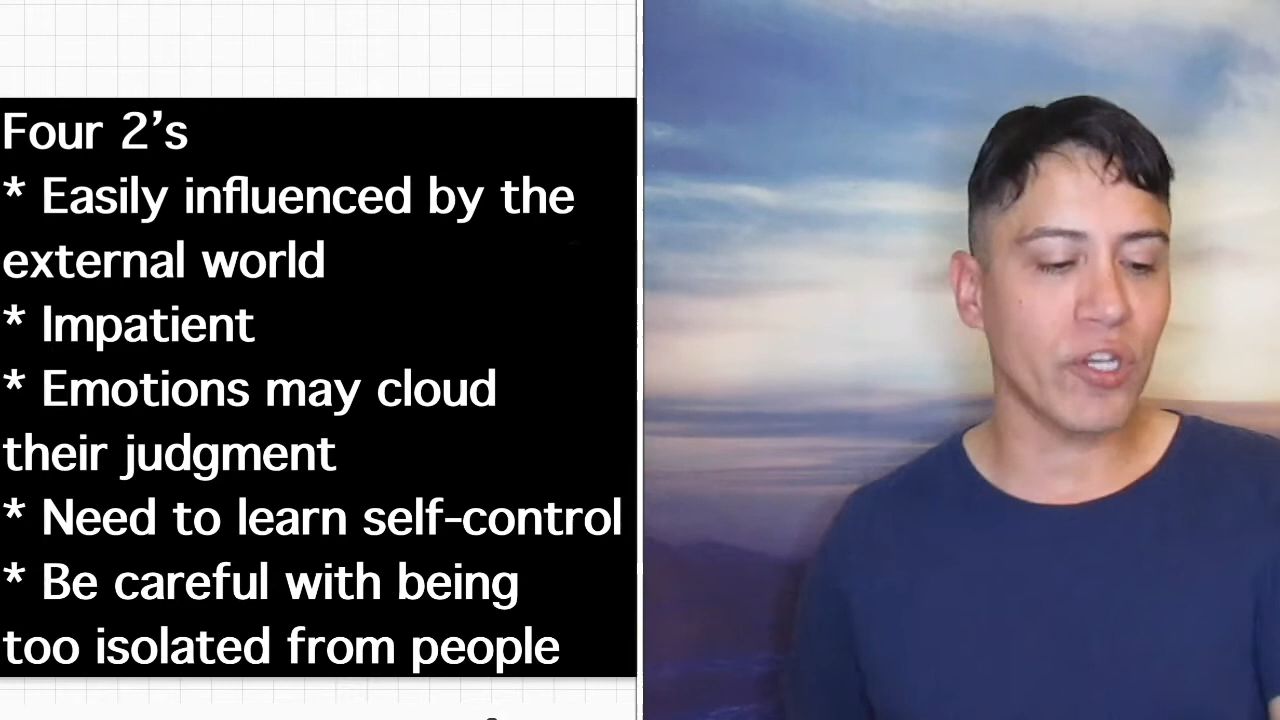 Four 2’s
* Easily influenced by the
external world
* Impatient
* Emotions may cloud
their judgment
* Need to learn self-control
* Be careful with being
too isolated from people